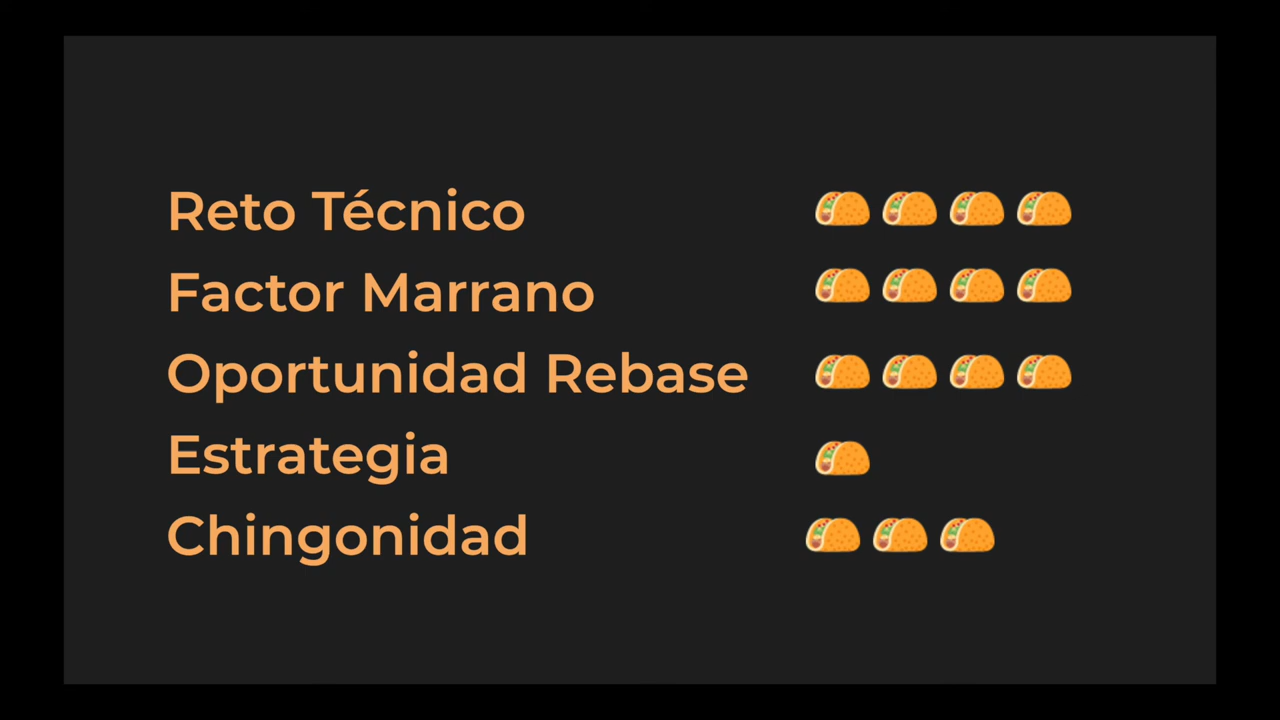 Reto Técnico 🌮🌮🌮🌮
Factor Marrano 🌮🌮🌮🌮
Oportunidad Rebase 🌮🌮🌮🌮
Estrategia 🌮
Chingonidad 🌮🌮🌮